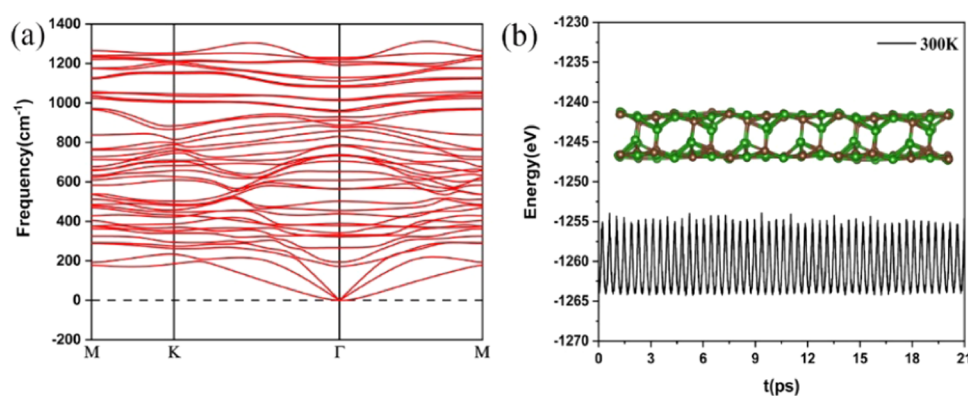 (a)
Frequency(cm⁻¹)
1400
1200
1000
800
600
400
200
0
-200
M
K
Γ
M
(b)
Energy(eV)
-1230
-1235
-1240
-1245
-1250
-1255
-1260
-1265
-1270
300K
0
3
6
9
12
15
18
21
t(ps)